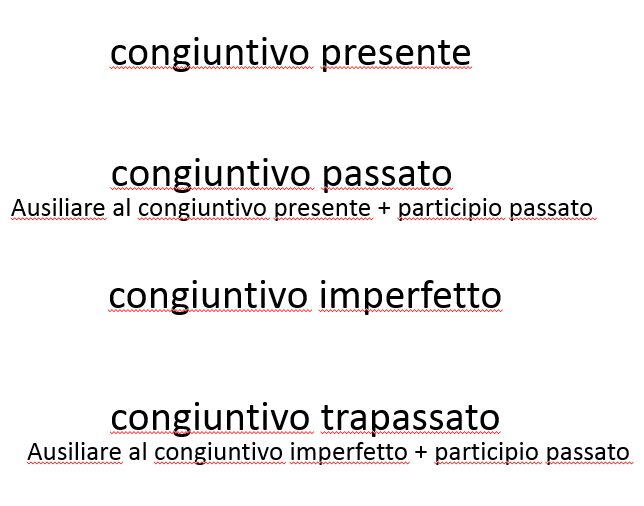 congiuntivo presente
congiuntivo passato
Ausiliare al congiuntivo presente + participio passato
congiuntivo imperfetto
congiuntivo trapassato
Ausiliare al congiuntivo imperfetto + participio passato